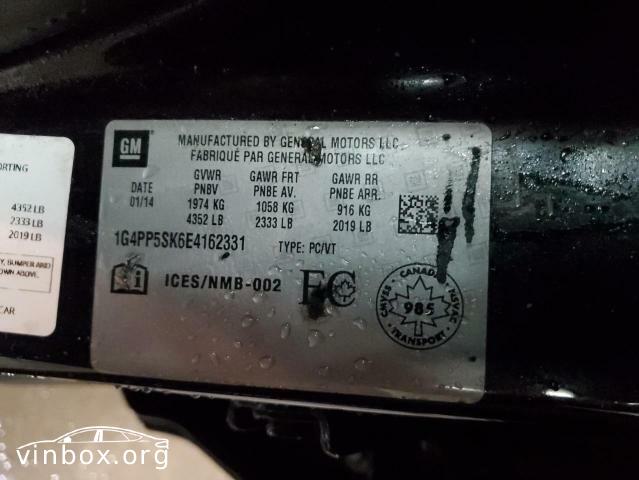 ORTING
4352 LB
2333 LB
2019 LB
Y, BUMPER AND
OWN ABOVE.
CAR
GM
MANUFACTURED BY GENERAL MOTORS LLC
FABRIQUÉ PAR GENERAL MOTORS LLC
GVWR GAWR FRT GAWR RR
DATE PNBV PNBE AV. PNBE ARR.
01/14 1974 KG 1058 KG 916 KG
4352 LB 2333 LB 2019 LB
1G4PP5SK6E4162331 TYPE: PC/VT
i ICES/NMB-002 FC
CANADA
CMVSS NSVAC
985
TRANSPORT
vinbox.org